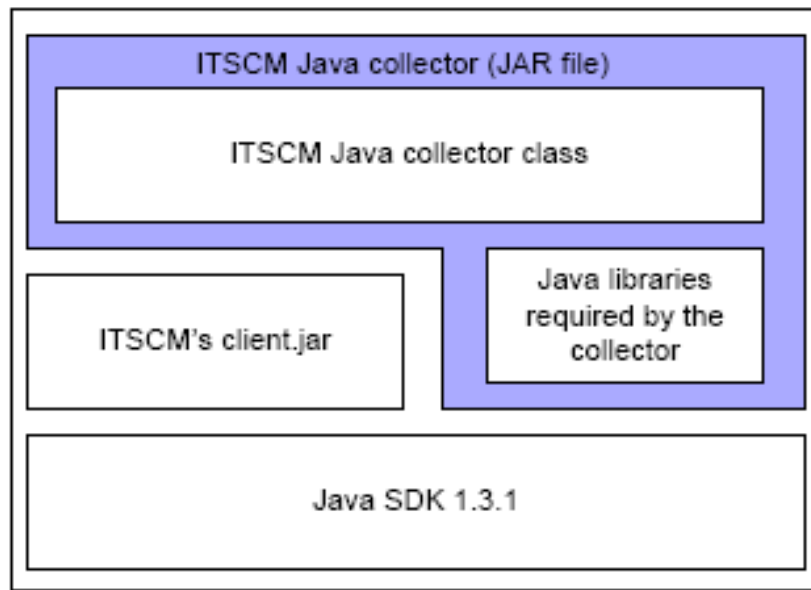 ITSCM Java collector (JAR file)
ITSCM Java collector class
Java libraries
required by the
collector
ITSCM's client.jar
Java SDK 1.3.1